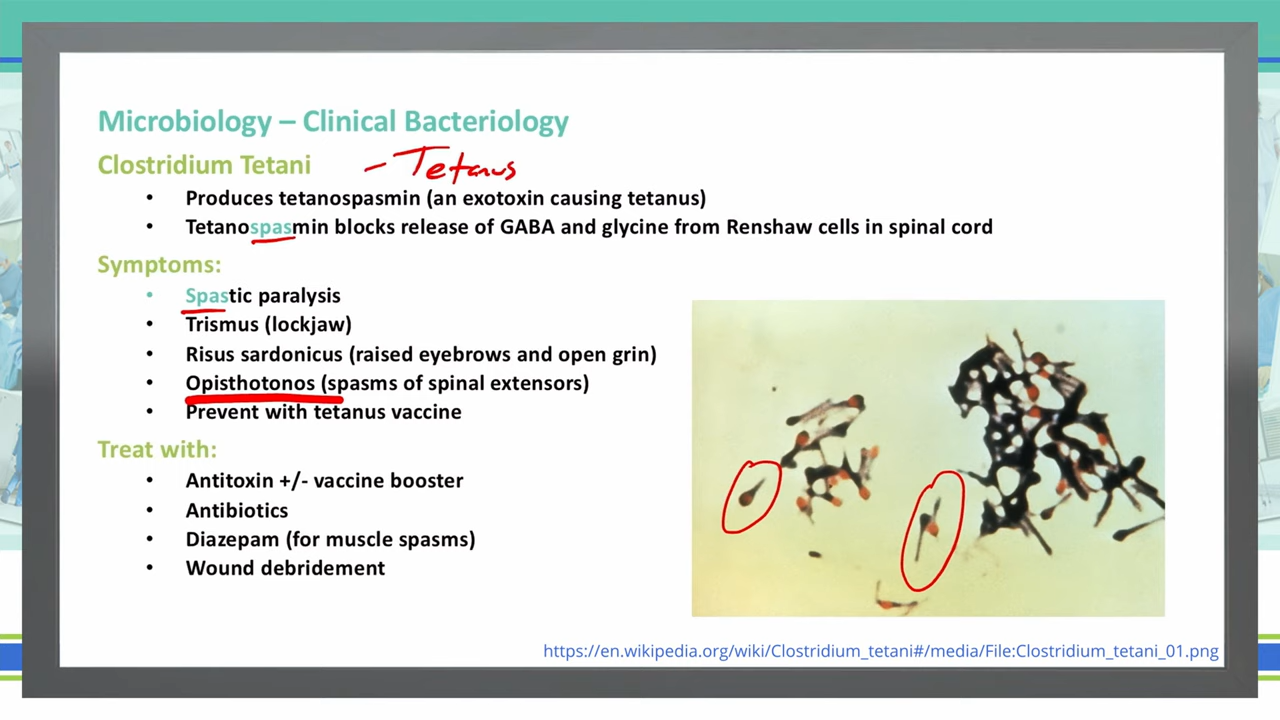 Microbiology – Clinical Bacteriology
Clostridium Tetani – Tetanus
• Produces tetanospasmin (an exotoxin causing tetanus)
• Tetanospasmin blocks release of GABA and glycine from Renshaw cells in spinal cord
Symptoms:
• Spastic paralysis
• Trismus (lockjaw)
• Risus sardonicus (raised eyebrows and open grin)
• Opisthotonos (spasms of spinal extensors)
• Prevent with tetanus vaccine
Treat with:
• Antitoxin +/- vaccine booster
• Antibiotics
• Diazepam (for muscle spasms)
• Wound debridement
https://en.wikipedia.org/wiki/Clostridium_tetani#/media/File:Clostridium_tetani_01.png